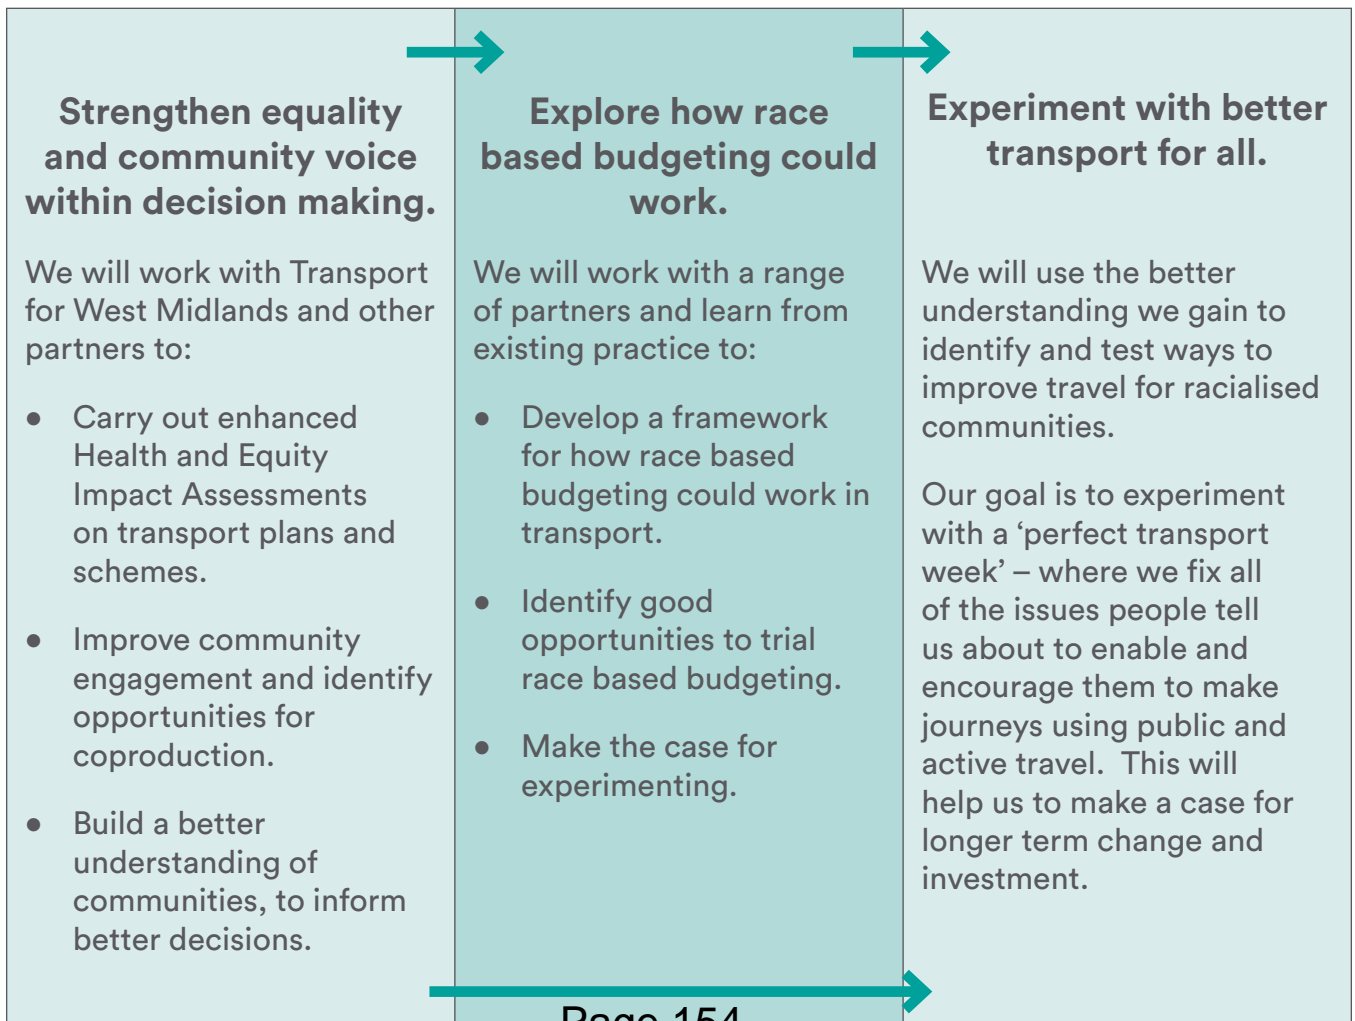 Strengthen equality
and community voice
within decision making.
We will work with Transport
for West Midlands and other
partners to:
● Carry out enhanced
Health and Equity
Impact Assessments
on transport plans and
schemes.
● Improve community
engagement and identify
opportunities for
coproduction.
● Build a better
understanding of
communities, to inform
better decisions.
Explore how race
based budgeting could
work.
We will work with a range
of partners and learn from
existing practice to:
● Develop a framework
for how race based
budgeting could work in
transport.
● Identify good
opportunities to trial
race based budgeting.
● Make the case for
experimenting.
Experiment with better
transport for all.
We will use the better
understanding we gain to
identify and test ways to
improve travel for racialised
communities.
Our goal is to experiment
with a ‘perfect transport
week’ – where we fix all
of the issues people tell
us about to enable and
encourage them to make
journeys using public and
active travel.  This will
help us to make a case for
longer term change and
investment.
Page 154